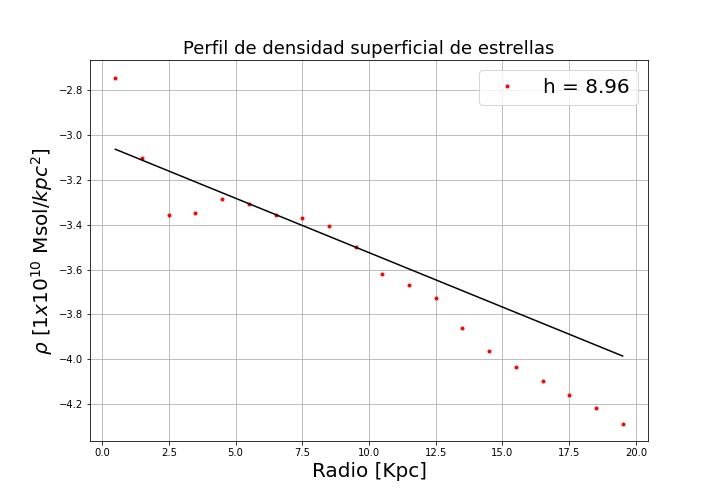 Perfil de densidad superficial de estrellas
h = 8.96
ρ [1x10¹⁰ Msol/kpc²]
−2.8
−3.0
−3.2
−3.4
−3.6
−3.8
−4.0
−4.2
0.0 2.5 5.0 7.5 10.0 12.5 15.0 17.5 20.0
Radio [Kpc]